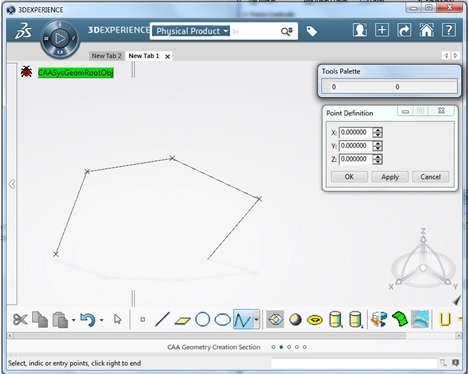 3DEXPERIENCE
3DEXPERIENCE | Physical Product
New Tab 2
New Tab 1
CAASysGeomRootObj
Tools Palette
0 0
Point Definition
X: 0.000000
Y: 0.000000
Z: 0.000000
OK Apply Cancel
Z
X Y
CAA Geometry Creation Section
Select, indic or entry points, click right to end